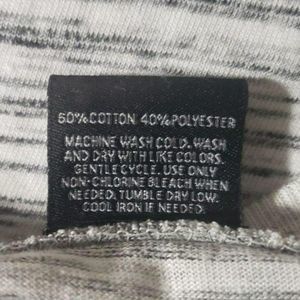 60% COTTON 40% POLYESTER
MACHINE WASH COLD. WASH
AND DRY WITH LIKE COLORS.
GENTLE CYCLE. USE ONLY
NON-CHLORINE BLEACH WHEN
NEEDED. TUMBLE DRY LOW.
COOL IRON IF NEEDED.